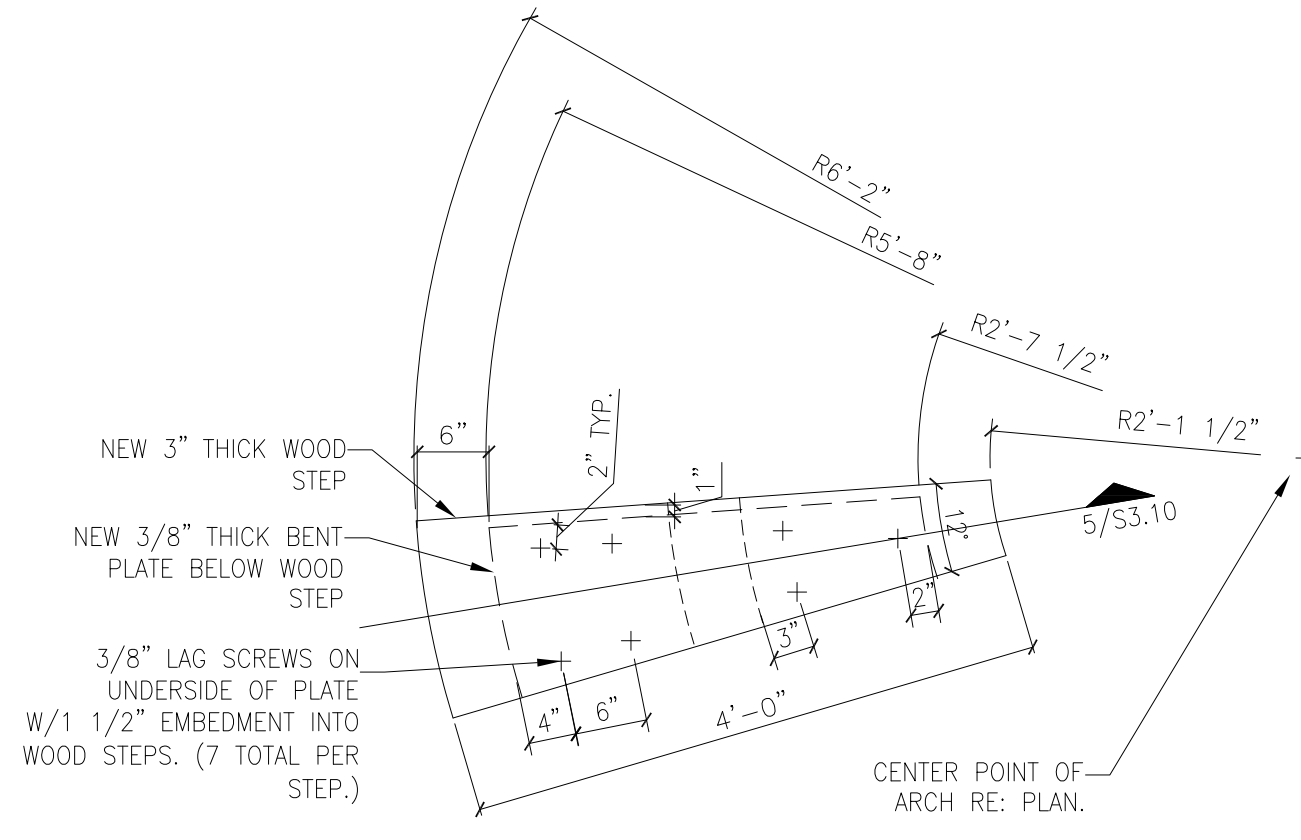 R6'-2"
R5'-8"
R2'-7 1/2"
R2'-1 1/2"
NEW 3" THICK WOOD
STEP
6"
2" TYP.
1"
NEW 3/8" THICK BENT
PLATE BELOW WOOD
STEP
12°
5/S3.10
3/8" LAG SCREWS ON
UNDERSIDE OF PLATE
W/1 1/2" EMBEDMENT INTO
WOOD STEPS. (7 TOTAL PER
STEP.)
4"
6"
3"
2"
4'-0"
CENTER POINT OF
ARCH RE: PLAN.